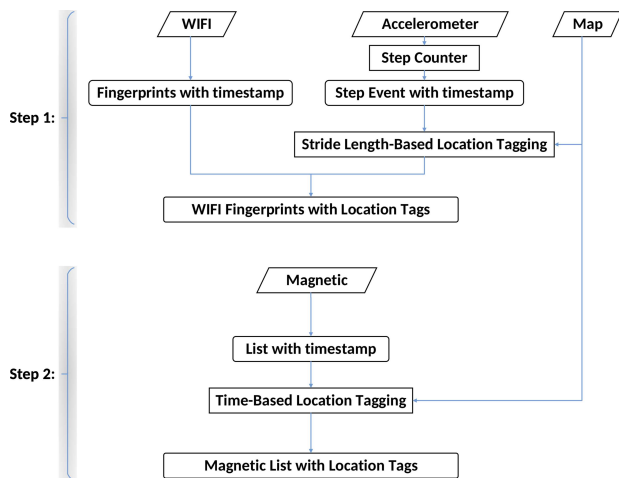 WIFI
Accelerometer
Map
Step Counter
Fingerprints with timestamp
Step Event with timestamp
Step 1:
Stride Length-Based Location Tagging
WIFI Fingerprints with Location Tags
Magnetic
List with timestamp
Step 2:
Time-Based Location Tagging
Magnetic List with Location Tags